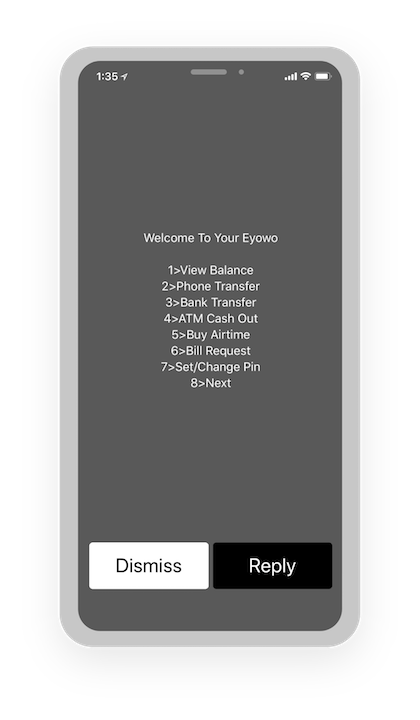 1:35
Welcome To Your Eyowo
1>View Balance
2>Phone Transfer
3>Bank Transfer
4>ATM Cash Out
5>Buy Airtime
6>Bill Request
7>Set/Change Pin
8>Next
Dismiss Reply